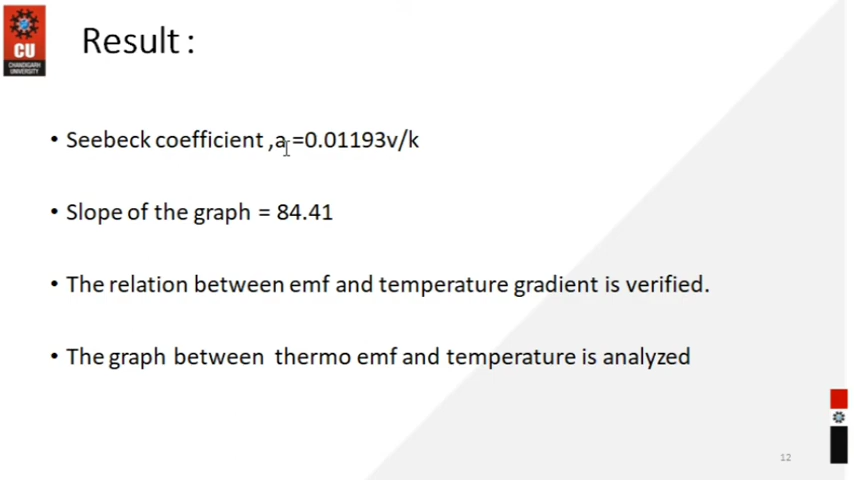 CU
CHANDIGARH
UNIVERSITY
Result :
• Seebeck coefficient ,a =0.01193v/k
• Slope of the graph = 84.41
• The relation between emf and temperature gradient is verified.
• The graph between thermo emf and temperature is analyzed
12